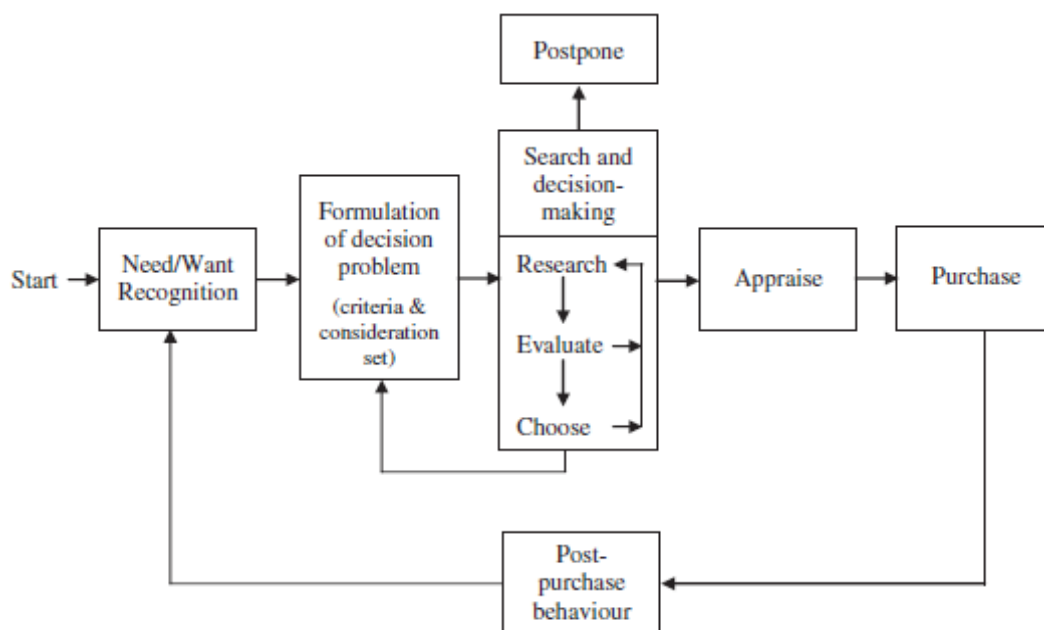 Postpone
Search and
decision-
making
Formulation
of decision
problem
(criteria &
consideration
set)
Start
Need/Want
Recognition
Research
Evaluate
Choose
Appraise
Purchase
Post-
purchase
behaviour